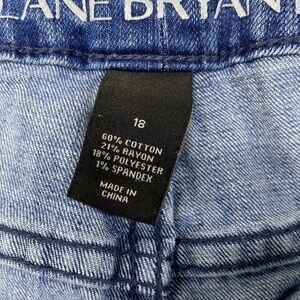 LANE BRYANT
18
60% COTTON
21% RAYON
18% POLYESTER
1% SPANDEX
MADE IN
CHINA